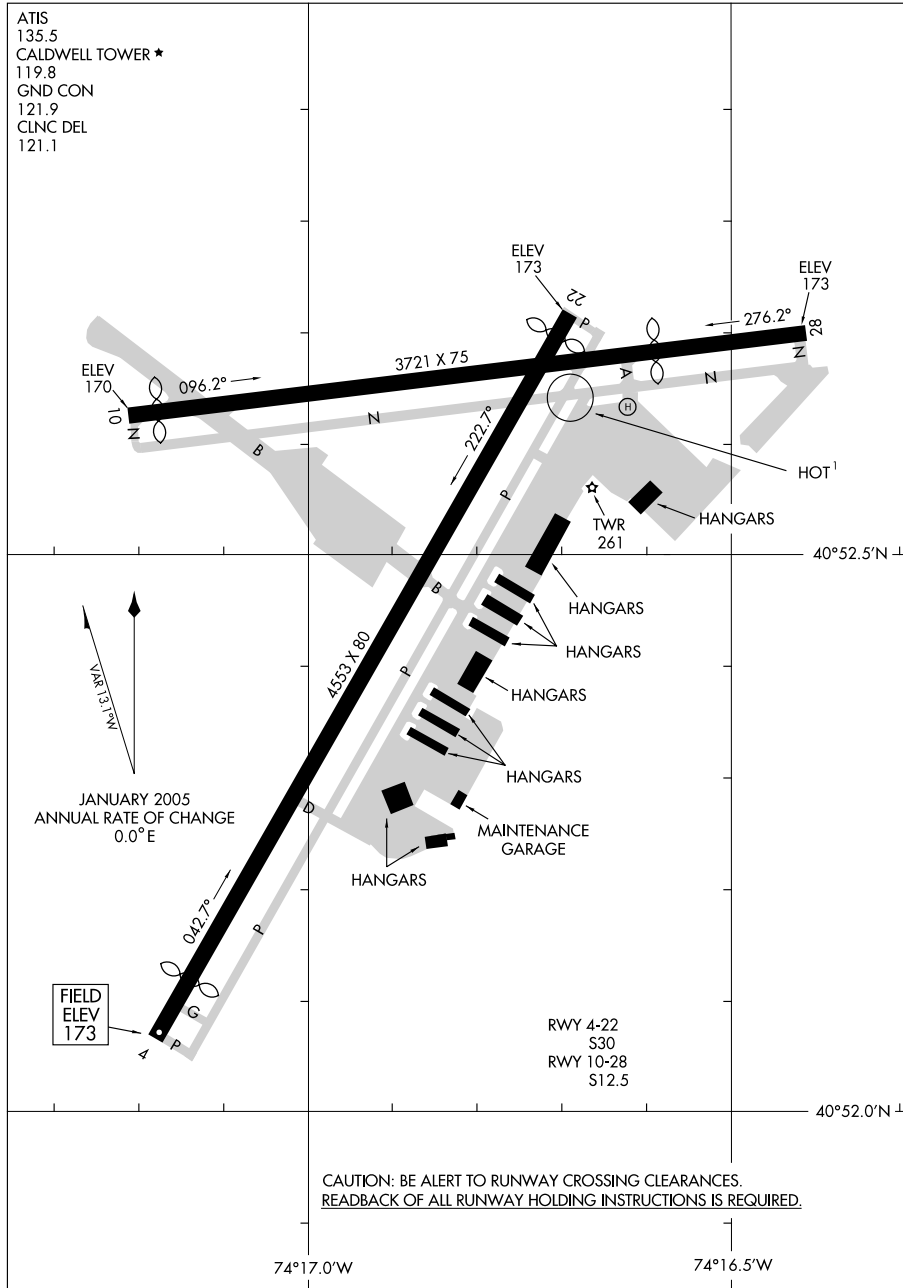 ATIS
135.5
CALDWELL TOWER ★
119.8
GND CON
121.9
CLNC DEL
121.1
ELEV
173
22
P
ELEV
173
276.2°
28
N
3721 X 75
A
N
H
ELEV
170
096.2°
10
N
N
B
222.7°
HOT 1
P
TWR
261
HANGARS
40°52.5'N
B
HANGARS
HANGARS
4553 X 80
P
HANGARS
VAR 13.1°W
HANGARS
JANUARY 2005
ANNUAL RATE OF CHANGE
0.0°E
D
MAINTENANCE
GARAGE
HANGARS
042.7°
P
FIELD
ELEV
173
G
4
P
RWY 4-22
S30
RWY 10-28
S12.5
40°52.0'N
CAUTION: BE ALERT TO RUNWAY CROSSING CLEARANCES.
READBACK OF ALL RUNWAY HOLDING INSTRUCTIONS IS REQUIRED.
74°17.0'W
74°16.5'W